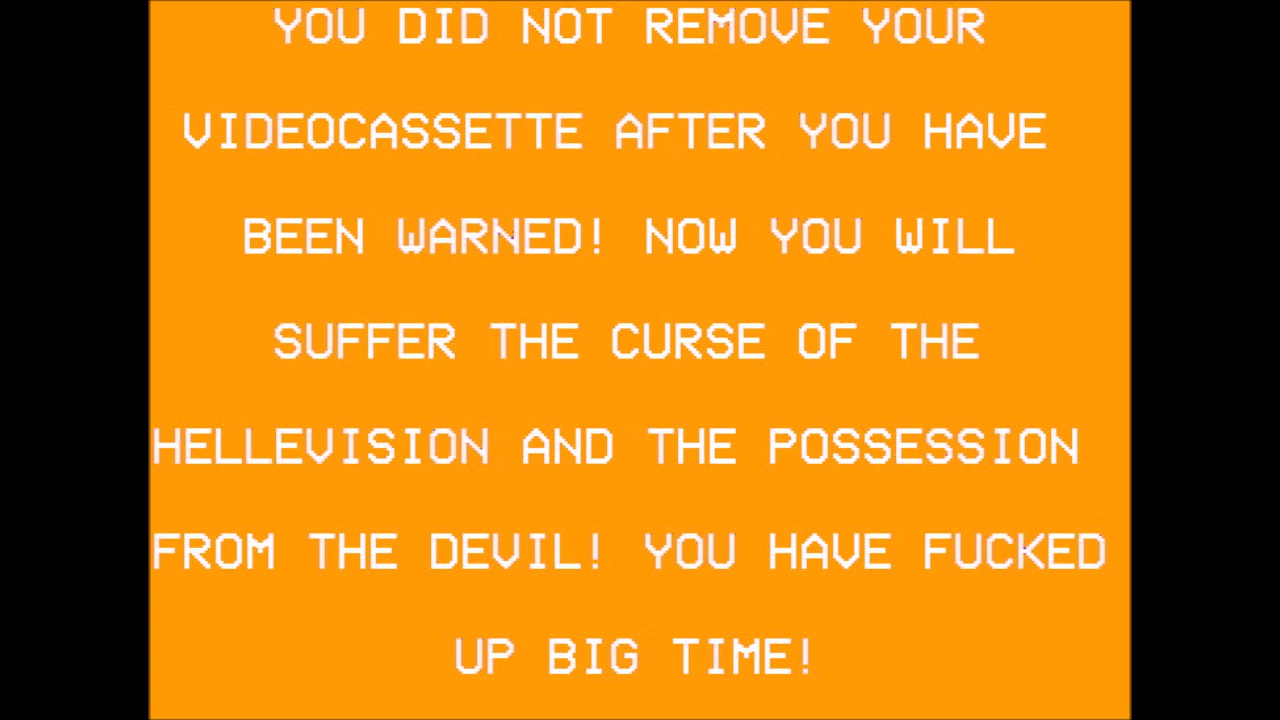 YOU DID NOT REMOVE YOUR
VIDEOCASSETTE AFTER YOU HAVE
BEEN WARNED! NOW YOU WILL
SUFFER THE CURSE OF THE
HELLEVISION AND THE POSSESSION
FROM THE DEVIL! YOU HAVE FUCKED
UP BIG TIME!